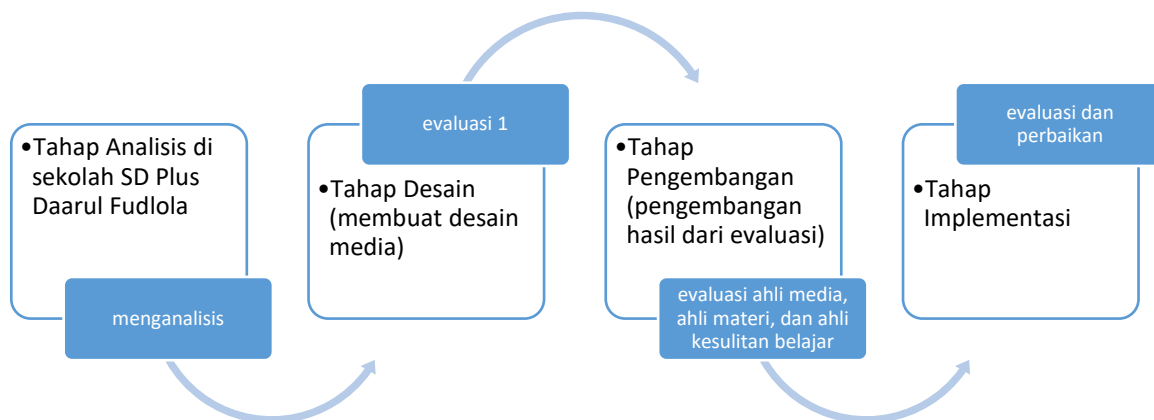 •Tahap Analisis di
sekolah SD Plus
Daarul Fudlola
menganalisis
evaluasi 1
•Tahap Desain
(membuat desain
media)
•Tahap
Pengembangan
(pengembangan
hasil dari evaluasi)
evaluasi ahli media,
ahli materi, dan ahli
kesulitan belajar
evaluasi dan
perbaikan
•Tahap
Implementasi